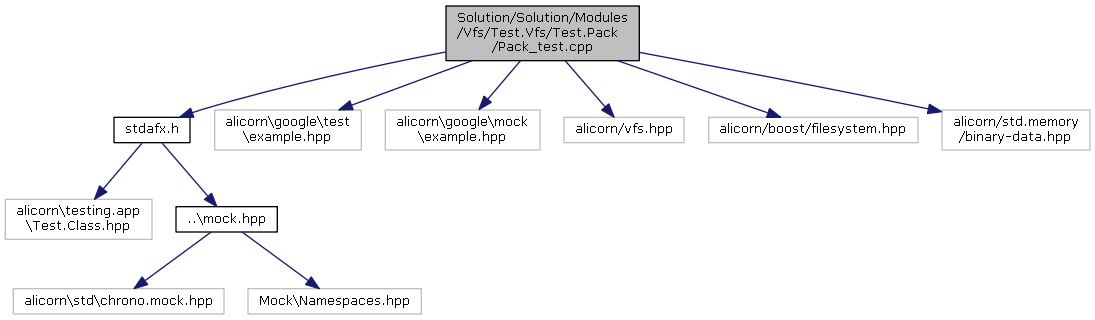 Solution/Solution/Modules
/Vfs/Test.Vfs/Test.Pack
/Pack_test.cpp
stdafx.h
alicorn\google\test
\example.hpp
alicorn\google\mock
\example.hpp
alicorn/vfs.hpp
alicorn/boost/filesystem.hpp
alicorn/std.memory
/binary-data.hpp
alicorn\testing.app
\Test.Class.hpp
..\mock.hpp
alicorn\std\chrono.mock.hpp
Mock\Namespaces.hpp